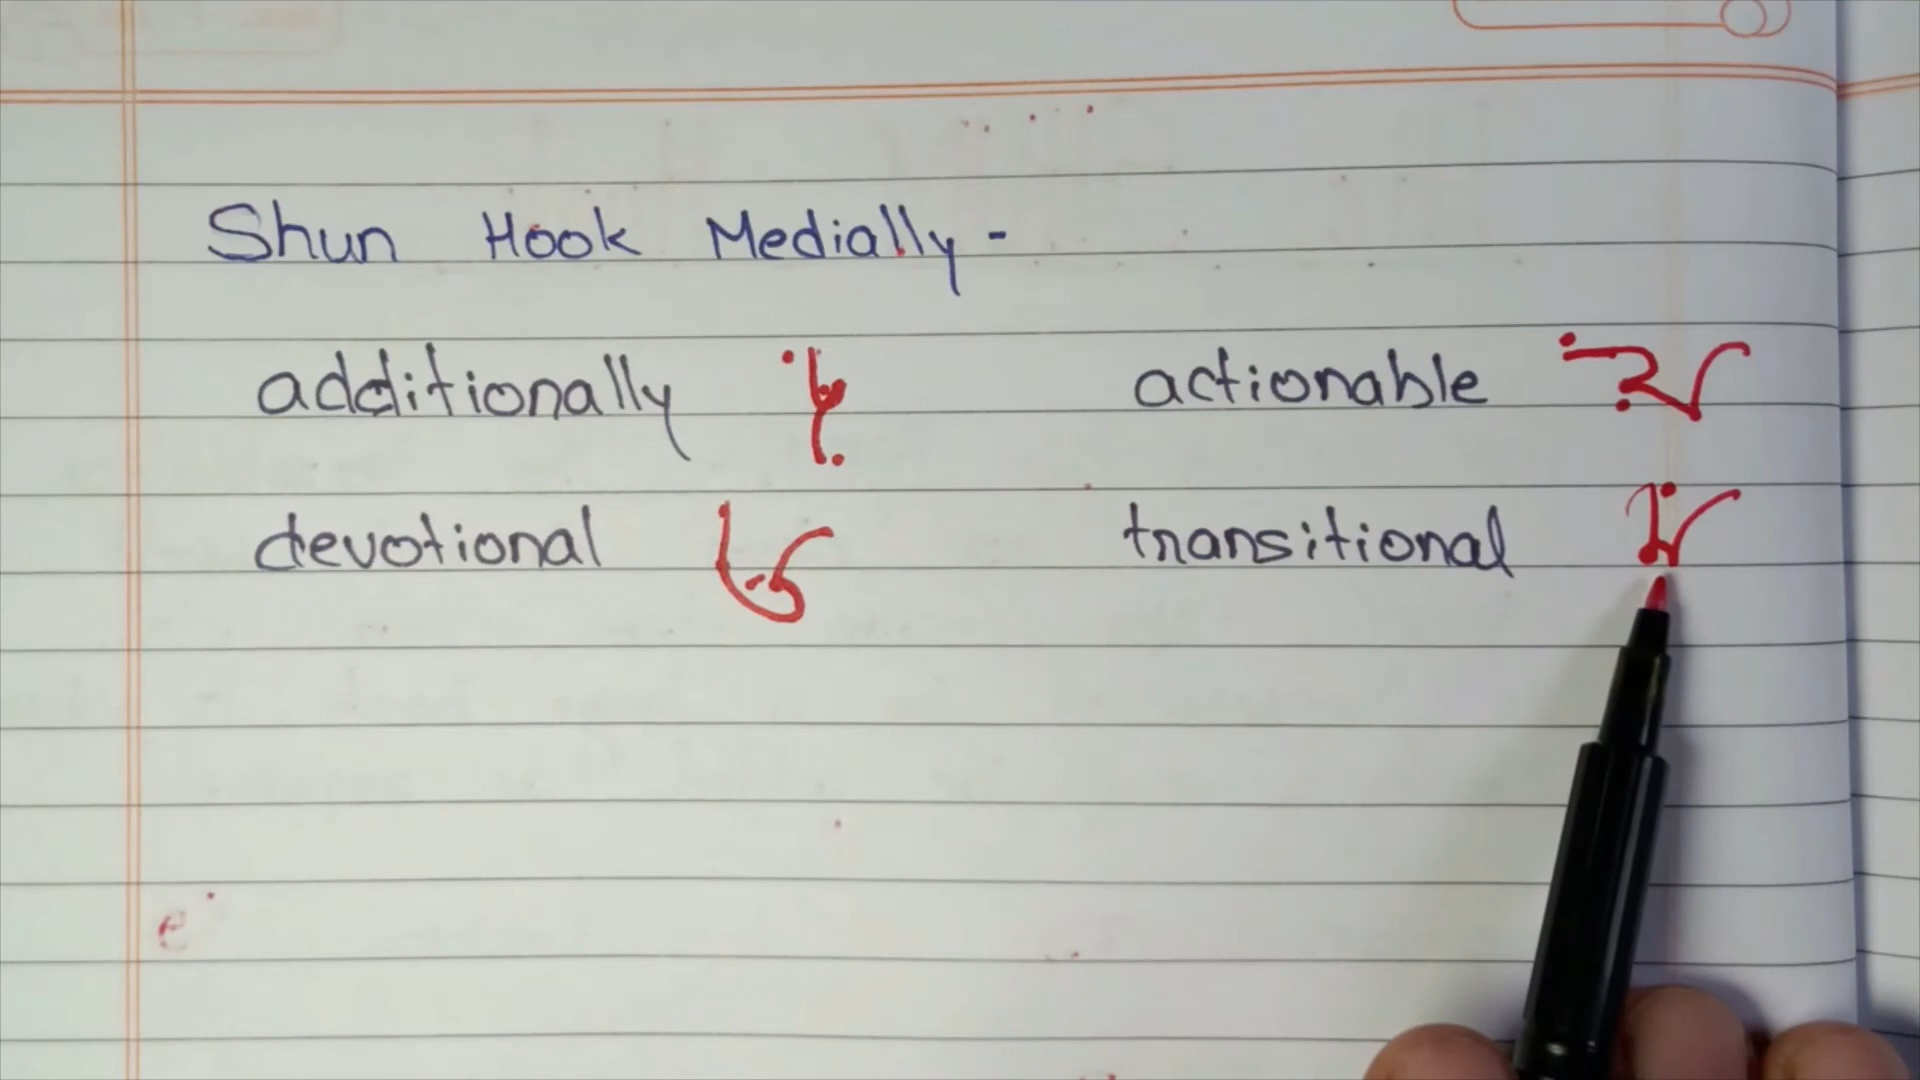 Shun Hook Medially -
additionally actionable
devotional transitional